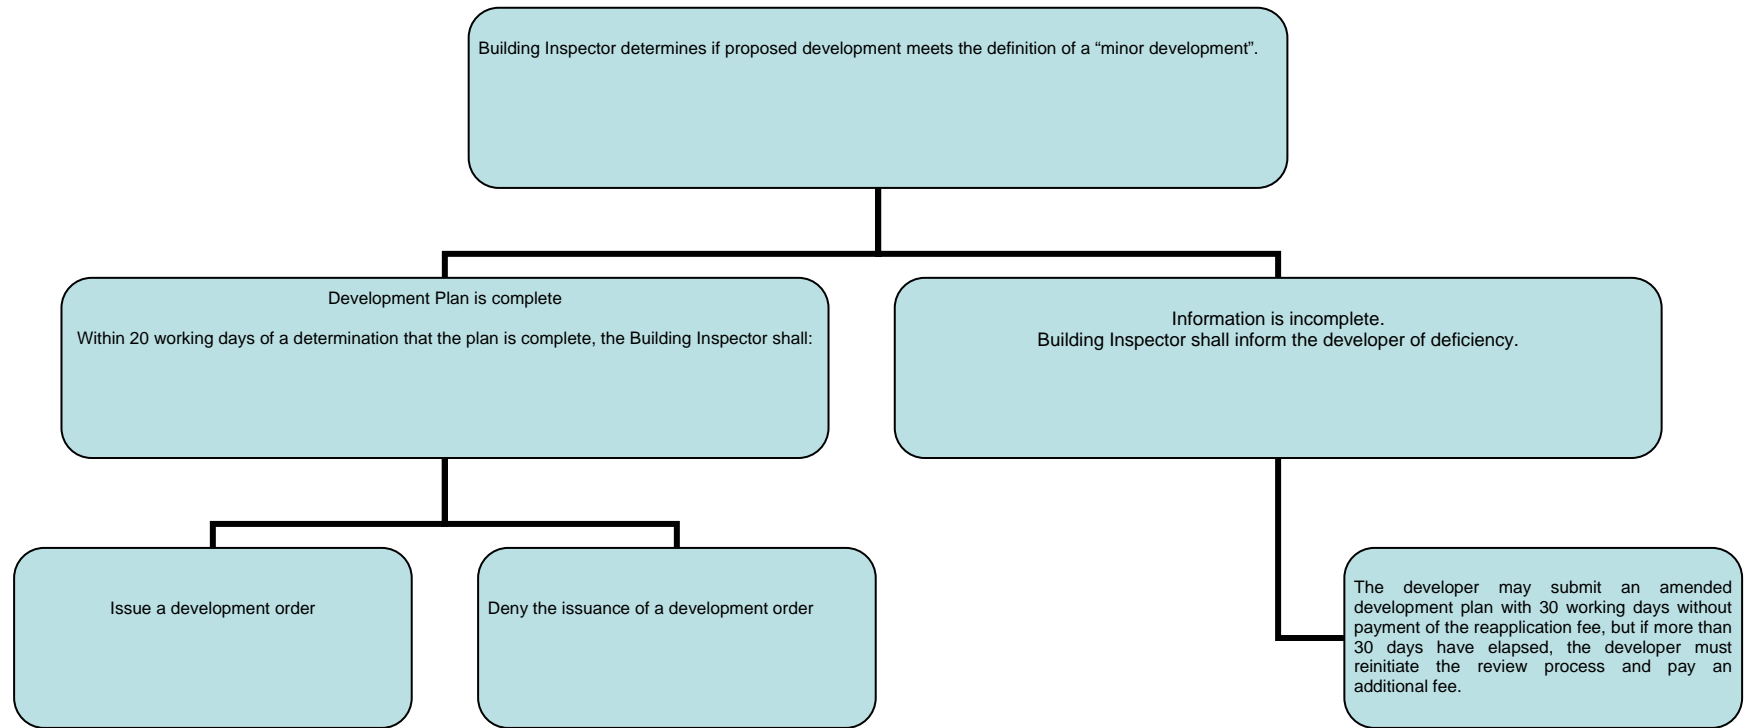 Building Inspector determines if proposed development meets the definition of a “minor development”.
Development Plan is complete
Within 20 working days of a determination that the plan is complete, the Building Inspector shall:
Information is incomplete.
Building Inspector shall inform the developer of deficiency.
Issue a development order
Deny the issuance of a development order
The developer may submit an amended
development plan with 30 working days without
payment of the reapplication fee, but if more than
30 days have elapsed, the developer must
reinitiate the review process and pay an
additional fee.